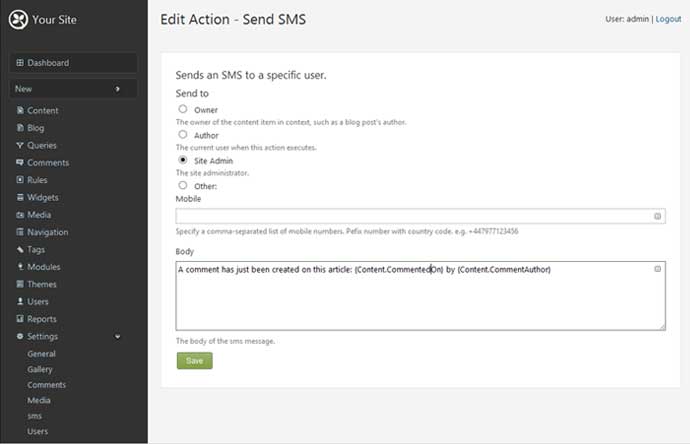 Your Site
Edit Action - Send SMS
User: admin | Logout
Dashboard
New
Content
Blog
Queries
Comments
Rules
Widgets
Media
Navigation
Tags
Modules
Themes
Users
Reports
Settings
General
Gallery
Comments
Media
sms
Users
Sends an SMS to a specific user.
Send to
Owner
The owner of the content item in context, such as a blog post's author.
Author
The current user when this action executes.
Site Admin
The site administrator.
Other:
Mobile
Specify a comma-separated list of mobile numbers. Pefix number with country code. e.g. +447977123456
Body
A comment has just been created on this article: {Content.CommentedOn} by {Content.CommentAuthor}
The body of the sms message.
Save